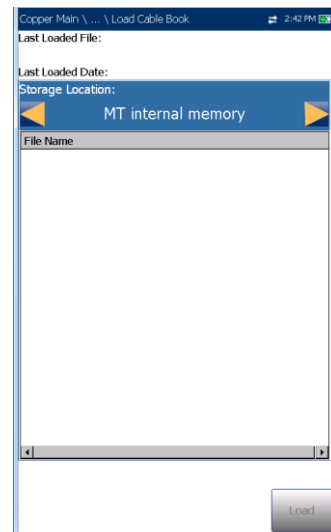 Copper Main \ ... \ Load Cable Book 2:42 PM
Last Loaded File:
Last Loaded Date:
Storage Location:
MT internal memory
File Name
Load